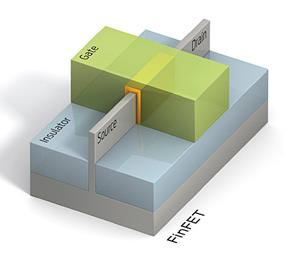 Gate
Drain
Insulator
Source
FinFET